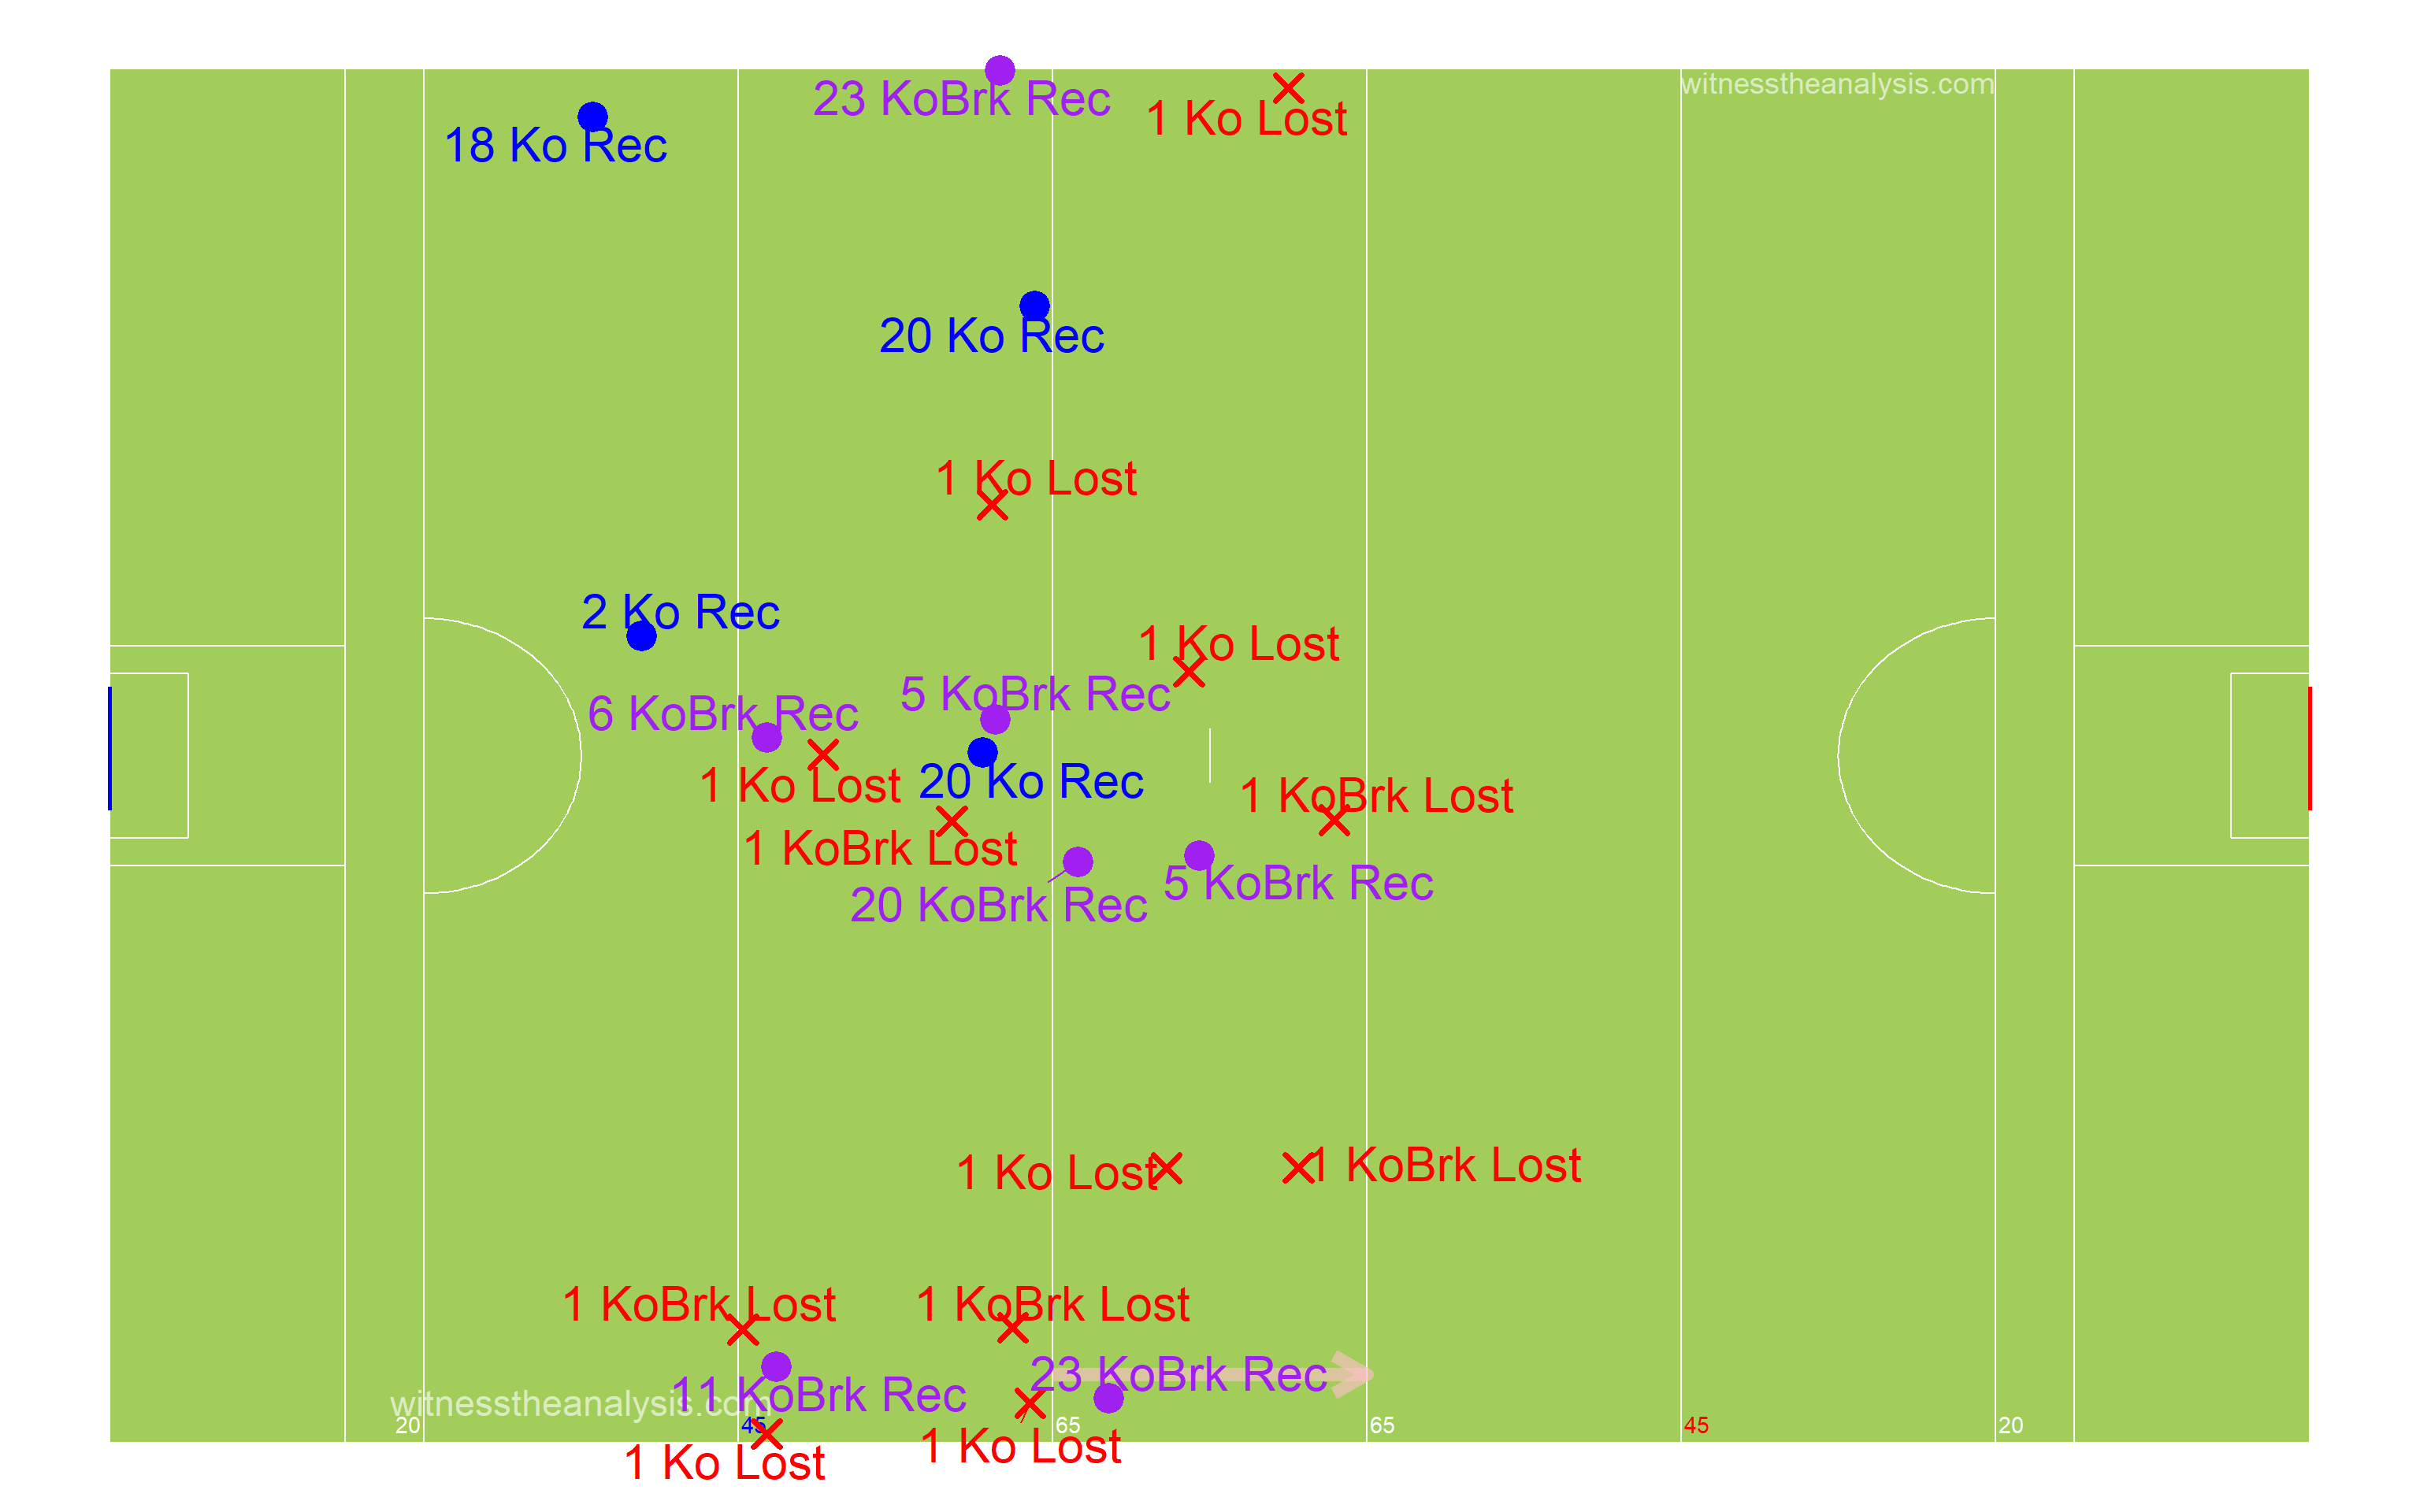 witnesstheanalysis.com
23 KoBrk Rec
1 Ko Lost
18 Ko Rec
20 Ko Rec
1 Ko Lost
2 Ko Rec
1 Ko Lost
5 KoBrk Rec
6 KoBrk Rec
1 Ko Lost
20 Ko Rec
1 KoBrk Lost
1 KoBrk Lost
5 KoBrk Rec
20 KoBrk Rec
1 Ko Lost
1 KoBrk Lost
1 KoBrk Lost
1 KoBrk Lost
23 KoBrk Rec
11 KoBrk Rec
witnesstheanalysis.com
20
45
65
65
45
20
1 Ko Lost
1 Ko Lost